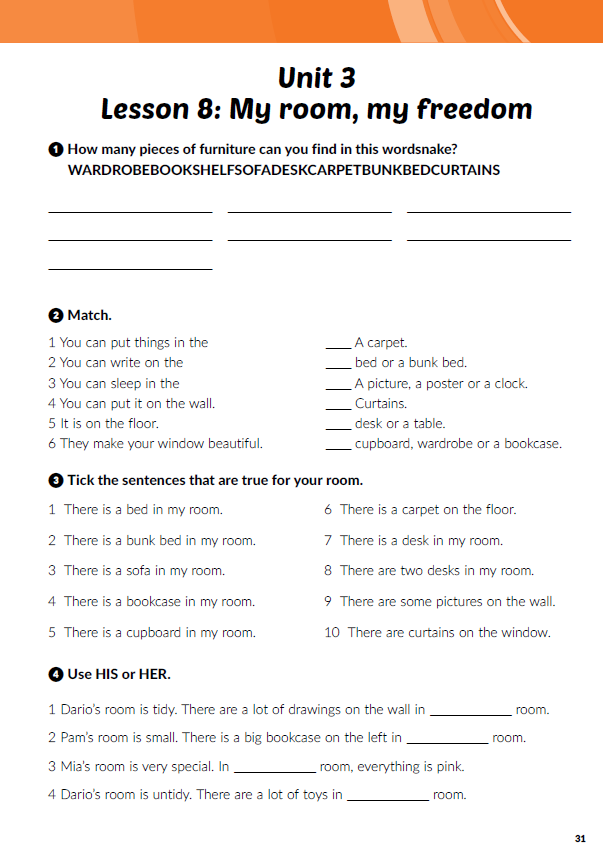 Unit 3
Lesson 8: My room, my freedom
1 How many pieces of furniture can you find in this wordsnake?
WARDROBEBOOKSHELFSOFADESKCARPETBUNKBEDCURTAINS
2 Match.
1 You can put things in the ____ A carpet.
2 You can write on the ____ bed or a bunk bed.
3 You can sleep in the ____ A picture, a poster or a clock.
4 You can put it on the wall. ____ Curtains.
5 It is on the floor. ____ desk or a table.
6 They make your window beautiful. ____ cupboard, wardrobe or a bookcase.
3 Tick the sentences that are true for your room.
1 There is a bed in my room. 6 There is a carpet on the floor.
2 There is a bunk bed in my room. 7 There is a desk in my room.
3 There is a sofa in my room. 8 There are two desks in my room.
4 There is a bookcase in my room. 9 There are some pictures on the wall.
5 There is a cupboard in my room. 10 There are curtains on the window.
4 Use HIS or HER.
1 Dario's room is tidy. There are a lot of drawings on the wall in ____________ room.
2 Pam's room is small. There is a big bookcase on the left in ____________ room.
3 Mia's room is very special. In ____________ room, everything is pink.
4 Dario's room is untidy. There are a lot of toys in ____________ room.
31